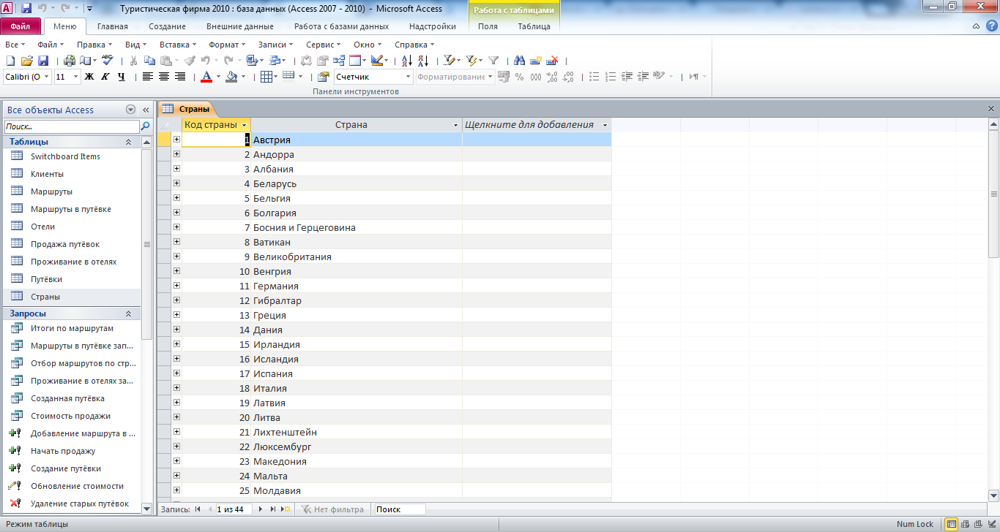 Туристическая фирма 2010 : база данных (Access 2007 - 2010) - Microsoft Access
Работа с таблицами
Файл Меню Главная Создание Внешние данные Работа с базами данных Надстройки Поля Таблица
Все Файл Правка Вид Вставка Формат Записи Сервис Окно Справка
Calibri (О 11 Ж К Ч Счетчик Форматирование % 000
Панели инструментов
Все объекты Access
Поиск...
Таблицы
Switchboard Items
Клиенты
Маршруты
Маршруты в путёвке
Отели
Продажа путёвок
Проживание в отелях
Путёвки
Страны
Запросы
Итоги по маршрутам
Маршруты в путёвке зап...
Отбор маршрутов по стр...
Проживание в отелях за...
Созданная путёвка
Стоимость продажи
Добавление маршрута в ...
Начать продажу
Создание путёвки
Обновление стоимости
Удаление старых путёвок
Страны
Код страны Страна Щелкните для добавления
1 Австрия
2 Андорра
3 Албания
4 Беларусь
5 Бельгия
6 Болгария
7 Босния и Герцеговина
8 Ватикан
9 Великобритания
10 Венгрия
11 Германия
12 Гибралтар
13 Греция
14 Дания
15 Ирландия
16 Исландия
17 Испания
18 Италия
19 Латвия
20 Литва
21 Лихтенштейн
22 Люксембург
23 Македония
24 Мальта
25 Молдавия
Запись: 1 из 44 Нет фильтра Поиск
Режим таблицы Num Lock